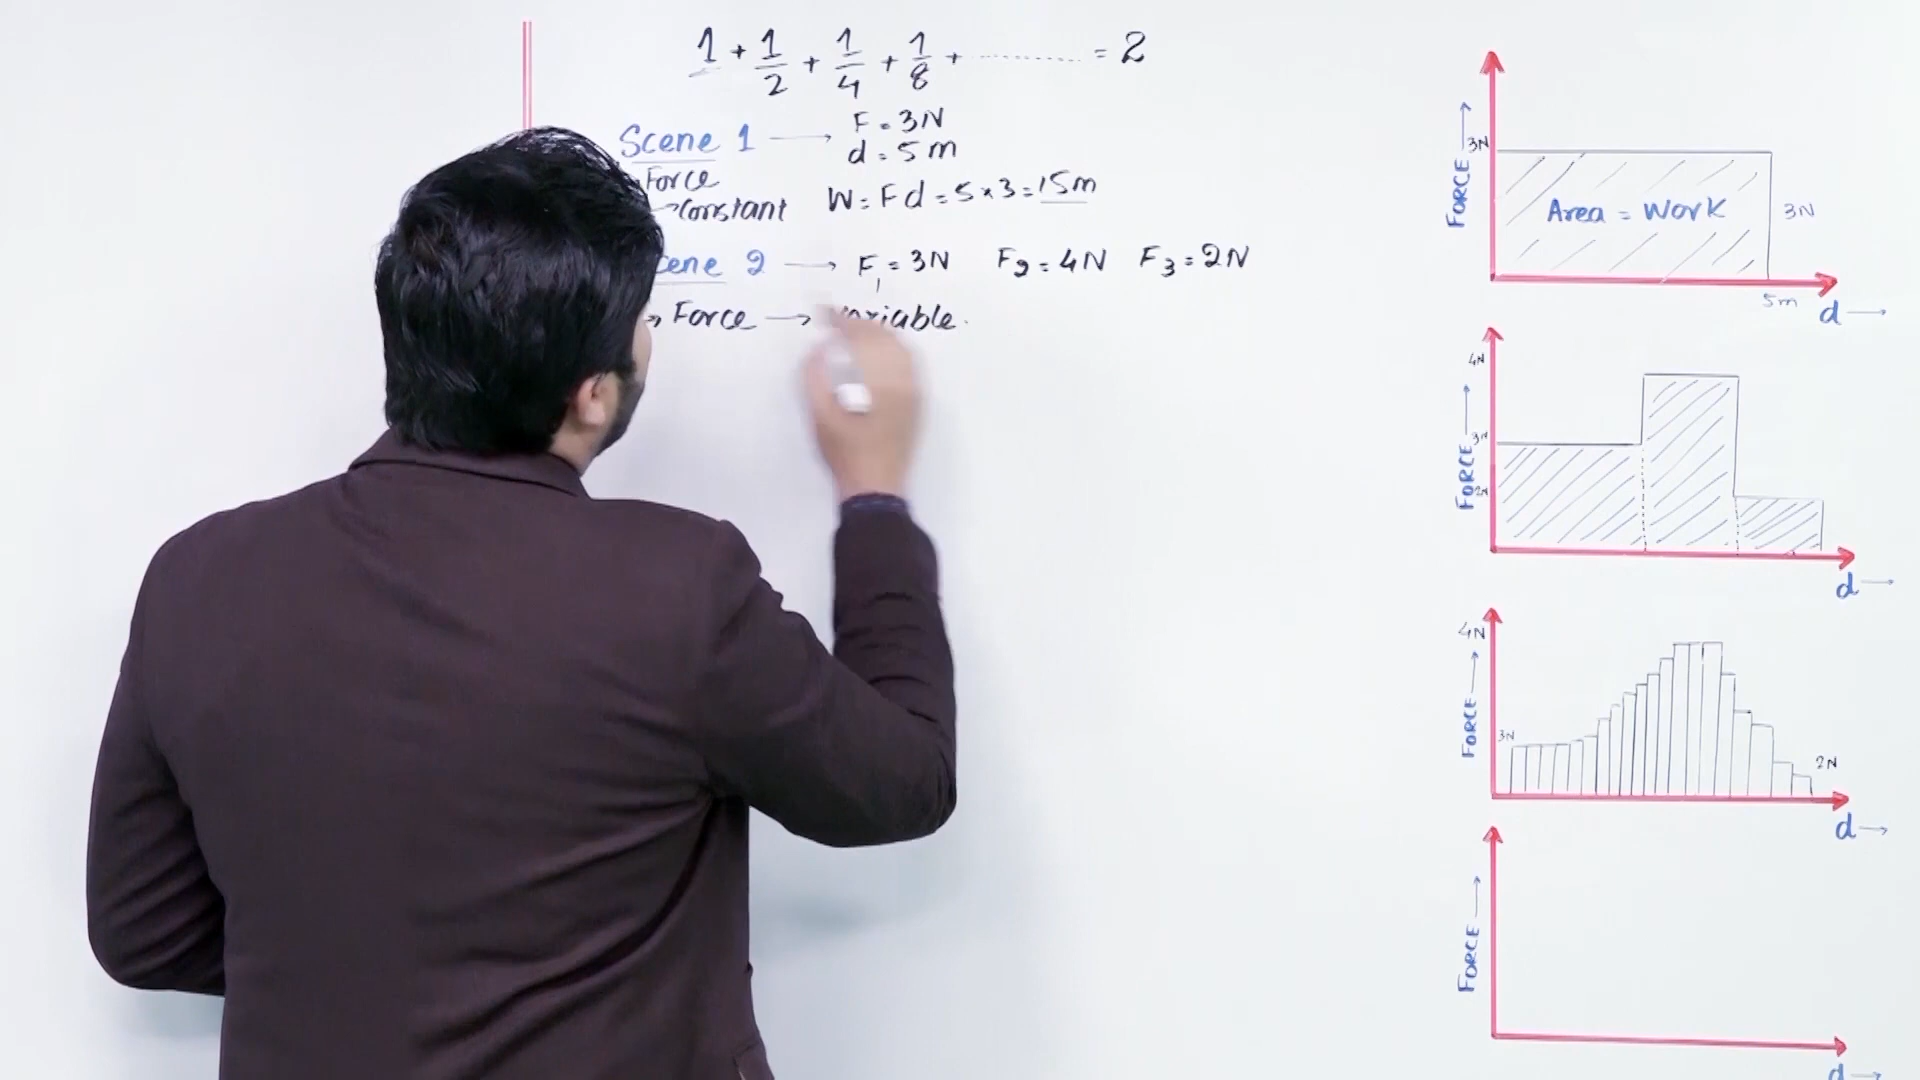 1 + 1/2 + 1/4 + 1/8 + .............. = 2
Scene 1 → F = 3N
d = 5 m
Force
→ Constant
W = Fd = 5 × 3 = 15m
cene 2 → F1 = 3N F2 = 4N F3 = 2N
→ Force → variable.
FORCE →
3N
Area = Work
3N
5m
d →
FORCE →
4N
3N
2N
d →
FORCE →
4N
3N
2N
d →
FORCE →
d →